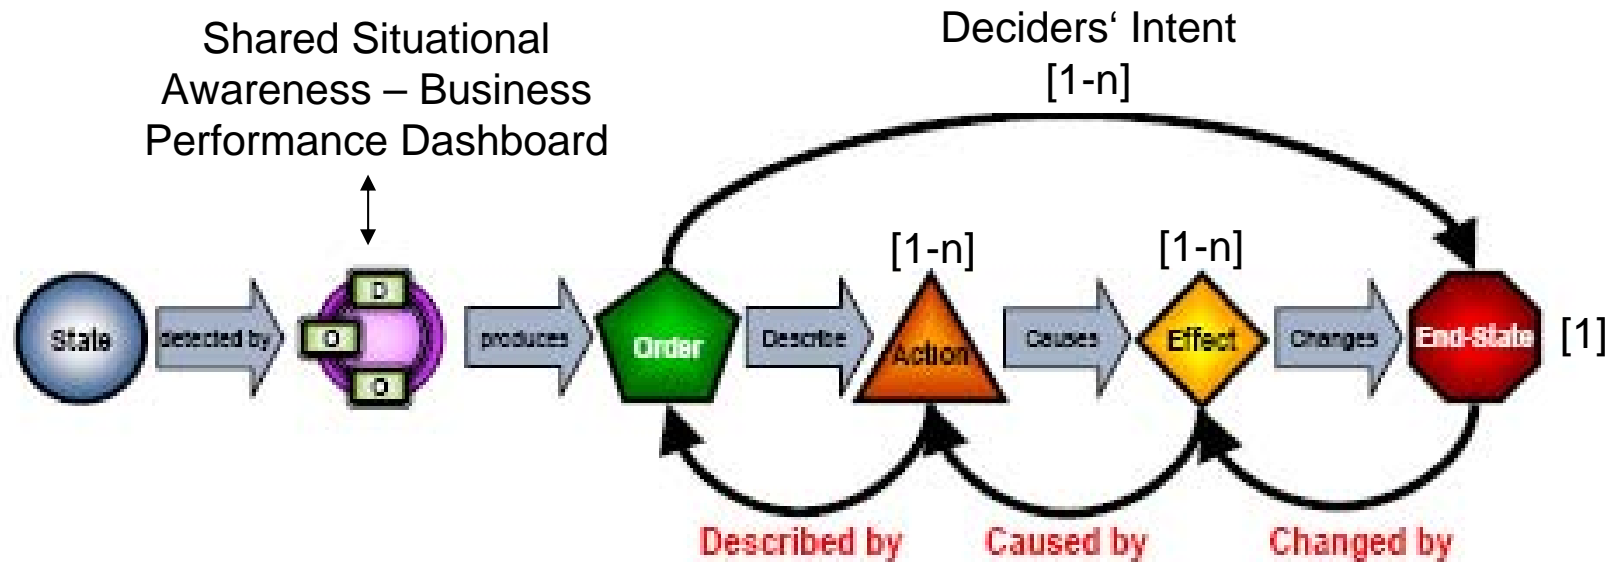 Shared Situational
Awareness – Business
Performance Dashboard
Deciders‘ Intent
[1-n]
[1-n]
[1-n]
State
detected by
D
O
O
produces
Order
Describe
Action
Causes
Effect
Changes
End-State
[1]
Described by
Caused by
Changed by